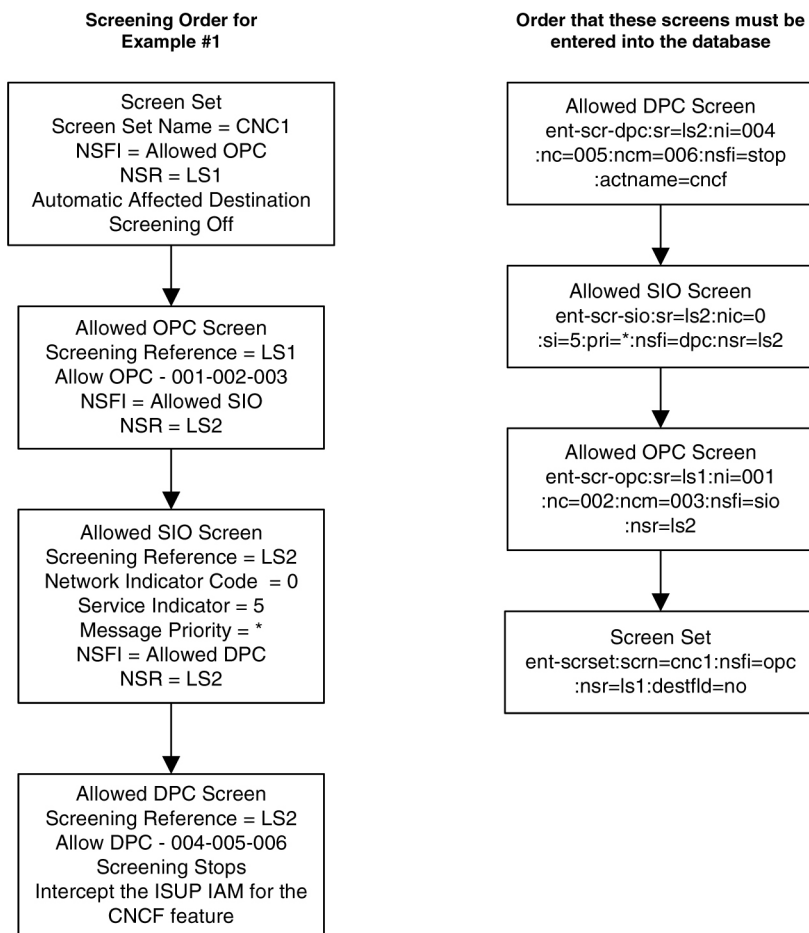 Screening Order for
Example #1
Screen Set
Screen Set Name = CNC1
NSFI = Allowed OPC
NSR = LS1
Automatic Affected Destination
Screening Off
Allowed OPC Screen
Screening Reference = LS1
Allow OPC - 001-002-003
NSFI = Allowed SIO
NSR = LS2
Allowed SIO Screen
Screening Reference = LS2
Network Indicator Code = 0
Service Indicator = 5
Message Priority = *
NSFI = Allowed DPC
NSR = LS2
Allowed DPC Screen
Screening Reference = LS2
Allow DPC - 004-005-006
Screening Stops
Intercept the ISUP IAM for the
CNCF feature
Order that these screens must be
entered into the database
Allowed DPC Screen
ent-scr-dpc:sr=ls2:ni=004
:nc=005:ncm=006:nsfi=stop
:actname=cncf
Allowed SIO Screen
ent-scr-sio:sr=ls2:nic=0
:si=5:pri=*:nsfi=dpc:nsr=ls2
Allowed OPC Screen
ent-scr-opc:sr=ls1:ni=001
:nc=002:ncm=003:nsfi=sio
:nsr=ls2
Screen Set
ent-scrset:scrn=cnc1:nsfi=opc
:nsr=ls1:destfld=no